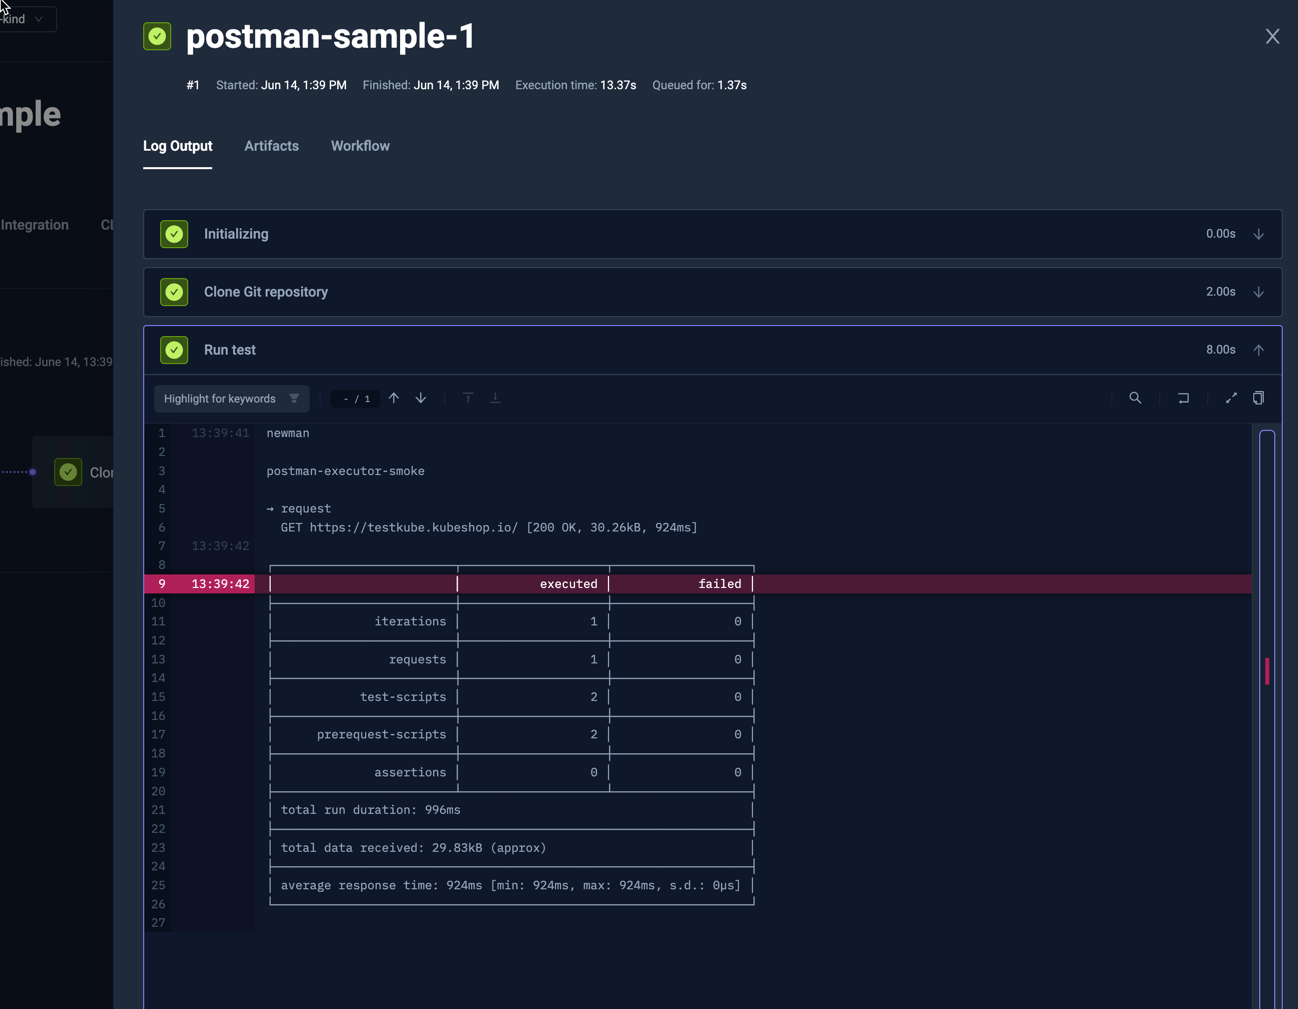 -kind
mple
Integration
ished: June 14, 13:39
postman-sample-1
#1 Started: Jun 14, 1:39 PM Finished: Jun 14, 1:39 PM Execution time: 13.37s Queued for: 1.37s
Log Output Artifacts Workflow
Initializing 0.00s
Clone Git repository 2.00s
Run test 8.00s
Highlight for keywords - / 1
1 13:39:41 newman
2
3 postman-executor-smoke
4
5 → request
6 GET https://testkube.kubeshop.io/ [200 OK, 30.26kB, 924ms]
7 13:39:42
8
9 13:39:42 executed failed
10
11 iterations 1 0
12
13 requests 1 0
14
15 test-scripts 2 0
16
17 prerequest-scripts 2 0
18
19 assertions 0 0
20
21 total run duration: 996ms
22
23 total data received: 29.83kB (approx)
24
25 average response time: 924ms [min: 924ms, max: 924ms, s.d.: 0µs]
26
27